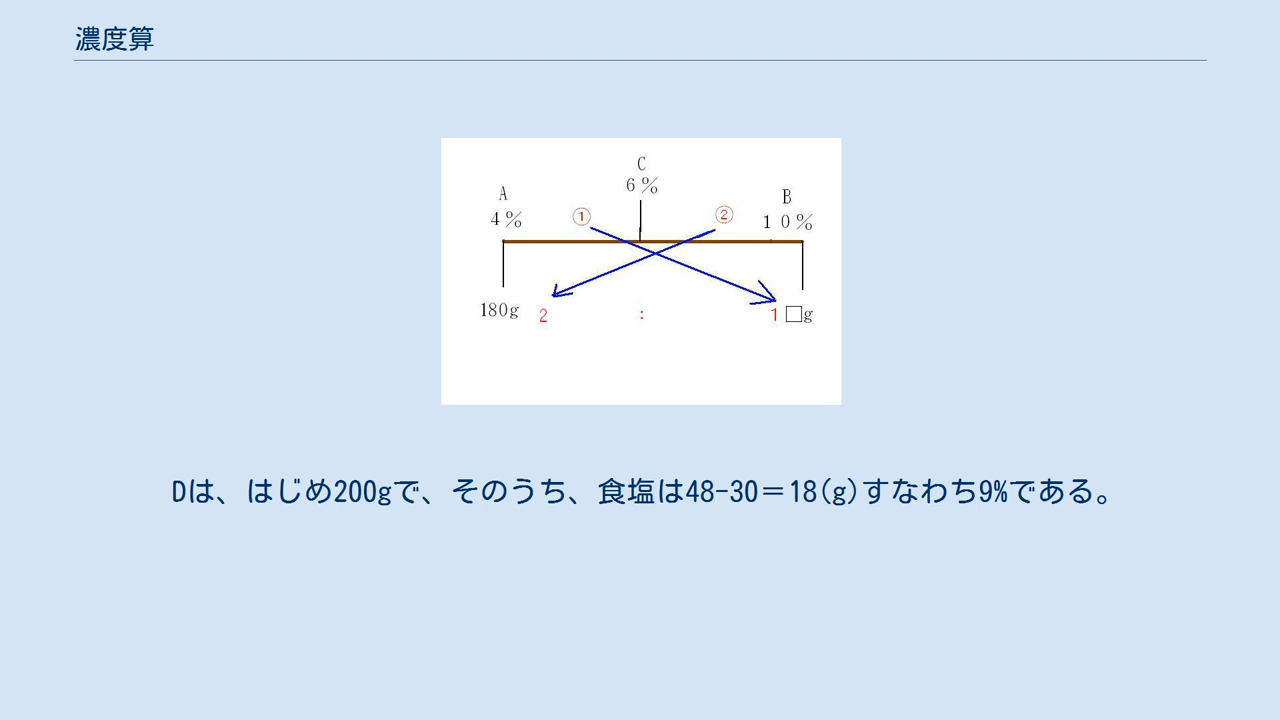 濃度算
C
6%
A
B
4%
①
②
10%
180g
2
:
1
□g
Dは、はじめ200gで、そのうち、食塩は48-30=18(g)すなわち9%である。